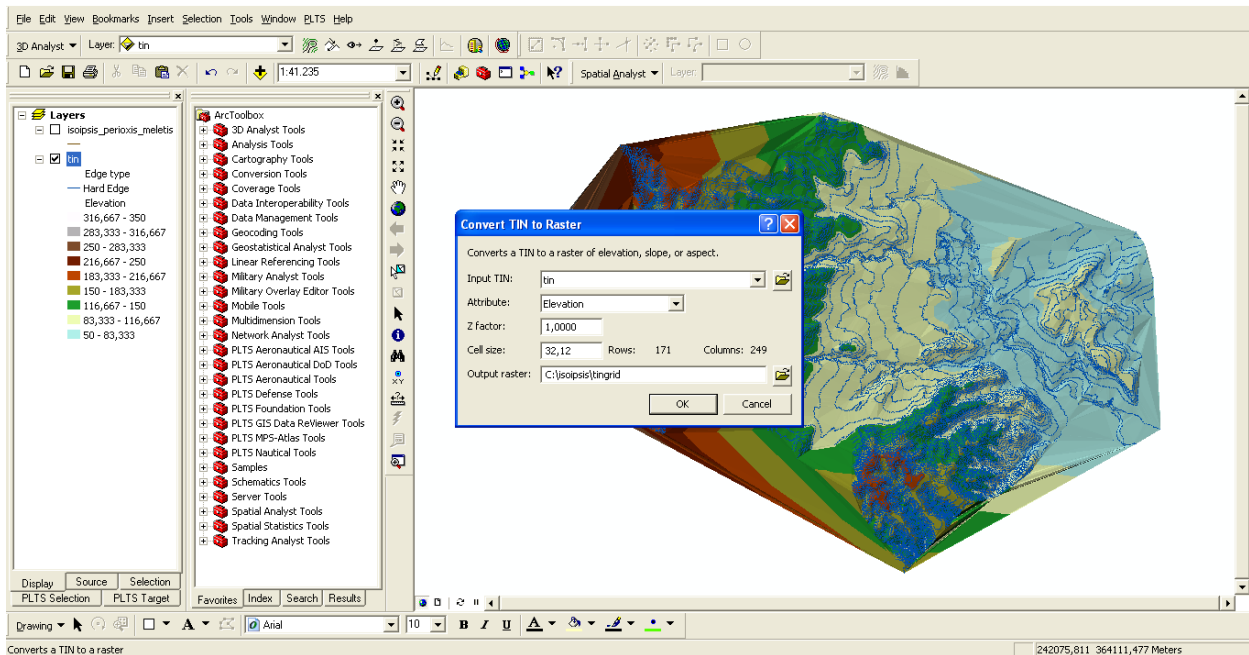 File Edit View Bookmarks Insert Selection Tools Window PLTS Help
3D Analyst Layer: tin
1:41.235 Spatial Analyst Layer:
Layers
isoipsis_perioxis_meletis
tin
Edge type
Hard Edge
Elevation
316,667 - 350
283,333 - 316,667
250 - 283,333
216,667 - 250
183,333 - 216,667
150 - 183,333
116,667 - 150
83,333 - 116,667
50 - 83,333
Display Source Selection
PLTS Selection PLTS Target
ArcToolbox
3D Analyst Tools
Analysis Tools
Cartography Tools
Conversion Tools
Coverage Tools
Data Interoperability Tools
Data Management Tools
Geocoding Tools
Geostatistical Analyst Tools
Linear Referencing Tools
Military Analyst Tools
Military Overlay Editor Tools
Mobile Tools
Multidimension Tools
Network Analyst Tools
PLTS Aeronautical AIS Tools
PLTS Aeronautical DoD Tools
PLTS Aeronautical Tools
PLTS Defense Tools
PLTS Foundation Tools
PLTS GIS Data ReViewer Tools
PLTS MPS-Atlas Tools
PLTS Nautical Tools
Samples
Schematics Tools
Server Tools
Spatial Analyst Tools
Spatial Statistics Tools
Tracking Analyst Tools
Favorites Index Search Results
XY
Convert TIN to Raster
Converts a TIN to a raster of elevation, slope, or aspect.
Input TIN: tin
Attribute: Elevation
Z factor: 1,0000
Cell size: 32,12 Rows: 171 Columns: 249
Output raster: C:\isoipsis\tingrid
OK Cancel
Drawing A Arial 10 B I U A
Converts a TIN to a raster 242075,811 364111,477 Meters